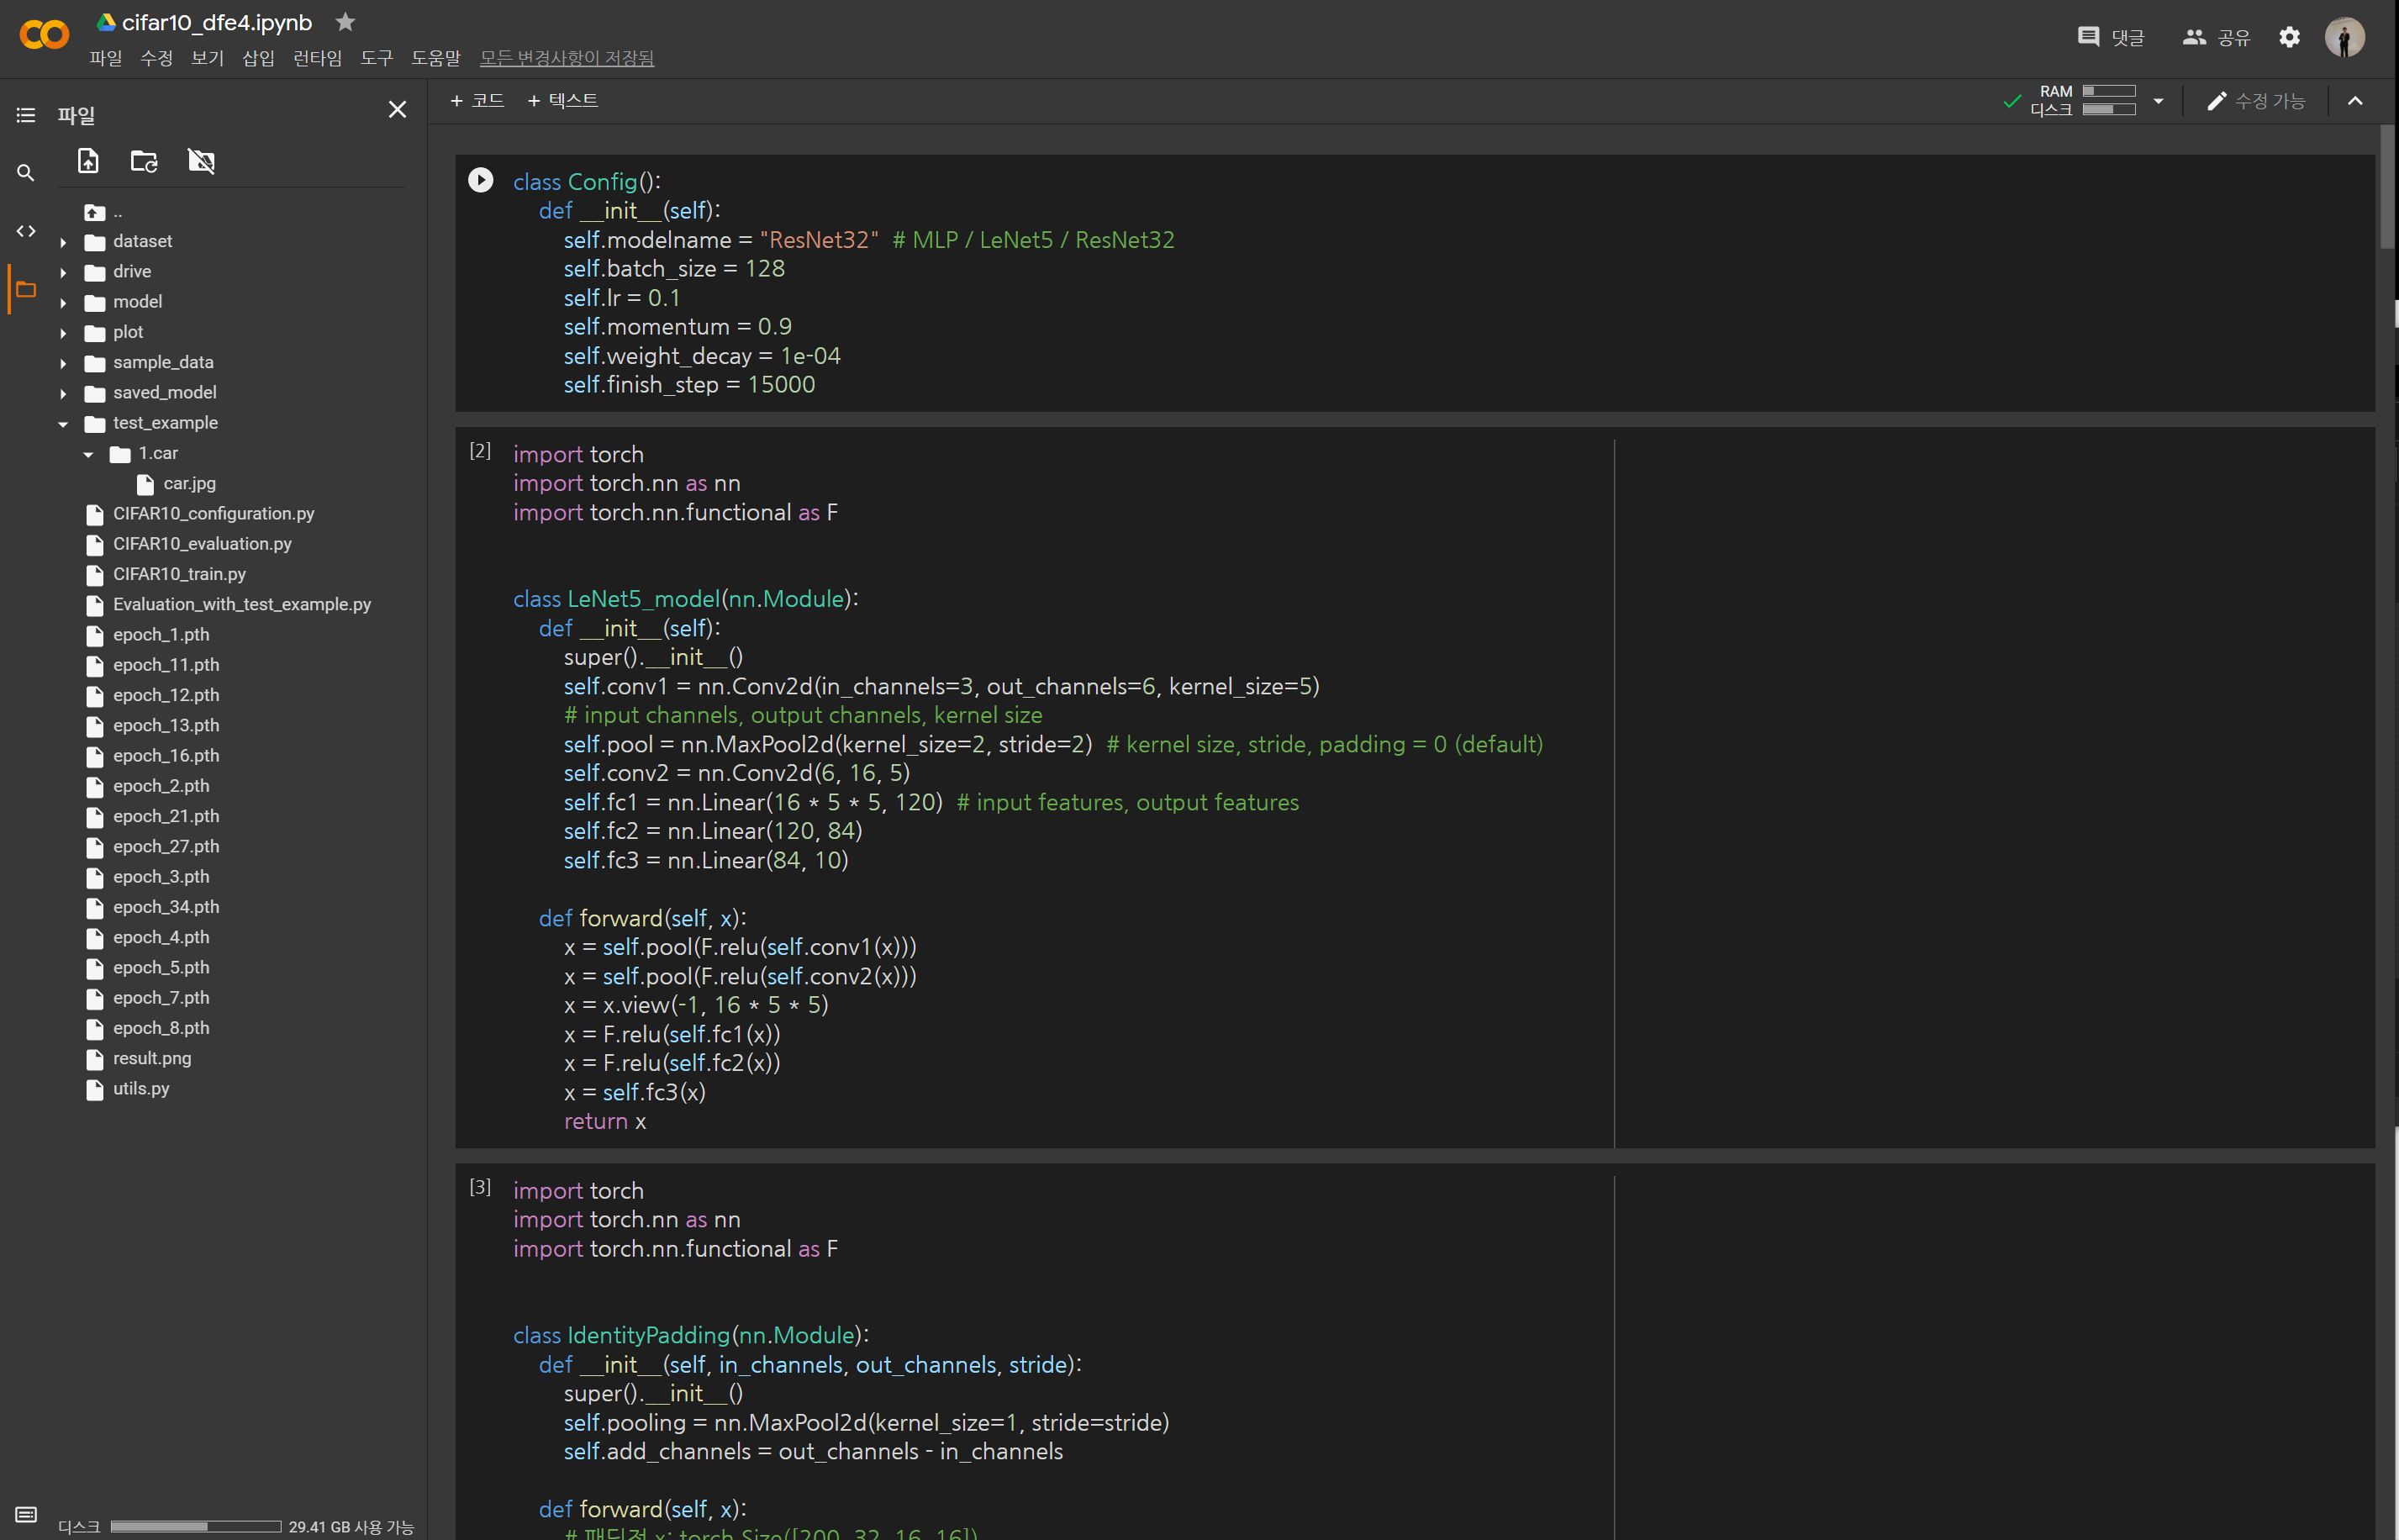 cifar10_dfe4.ipynb
파일 수정 보기 삽입 런타임 도구 도움말 모든 변경사항이 저장됨
댓글 공유
파일
+ 코드 + 텍스트
RAM
디스크
수정 가능
..
dataset
drive
model
plot
sample_data
saved_model
test_example
1.car
car.jpg
CIFAR10_configuration.py
CIFAR10_evaluation.py
CIFAR10_train.py
Evaluation_with_test_example.py
epoch_1.pth
epoch_11.pth
epoch_12.pth
epoch_13.pth
epoch_16.pth
epoch_2.pth
epoch_21.pth
epoch_27.pth
epoch_3.pth
epoch_34.pth
epoch_4.pth
epoch_5.pth
epoch_7.pth
epoch_8.pth
result.png
utils.py
디스크 29.41 GB 사용 가능
class Config():
def __init__(self):
self.modelname = "ResNet32" # MLP / LeNet5 / ResNet32
self.batch_size = 128
self.lr = 0.1
self.momentum = 0.9
self.weight_decay = 1e-04
self.finish_step = 15000
[2] import torch
import torch.nn as nn
import torch.nn.functional as F
class LeNet5_model(nn.Module):
def __init__(self):
super().__init__()
self.conv1 = nn.Conv2d(in_channels=3, out_channels=6, kernel_size=5)
# input channels, output channels, kernel size
self.pool = nn.MaxPool2d(kernel_size=2, stride=2) # kernel size, stride, padding = 0 (default)
self.conv2 = nn.Conv2d(6, 16, 5)
self.fc1 = nn.Linear(16 * 5 * 5, 120) # input features, output features
self.fc2 = nn.Linear(120, 84)
self.fc3 = nn.Linear(84, 10)
def forward(self, x):
x = self.pool(F.relu(self.conv1(x)))
x = self.pool(F.relu(self.conv2(x)))
x = x.view(-1, 16 * 5 * 5)
x = F.relu(self.fc1(x))
x = F.relu(self.fc2(x))
x = self.fc3(x)
return x
[3] import torch
import torch.nn as nn
import torch.nn.functional as F
class IdentityPadding(nn.Module):
def __init__(self, in_channels, out_channels, stride):
super().__init__()
self.pooling = nn.MaxPool2d(kernel_size=1, stride=stride)
self.add_channels = out_channels - in_channels
def forward(self, x):
# 패딩전 x: torch.Size([200, 32, 16, 16])